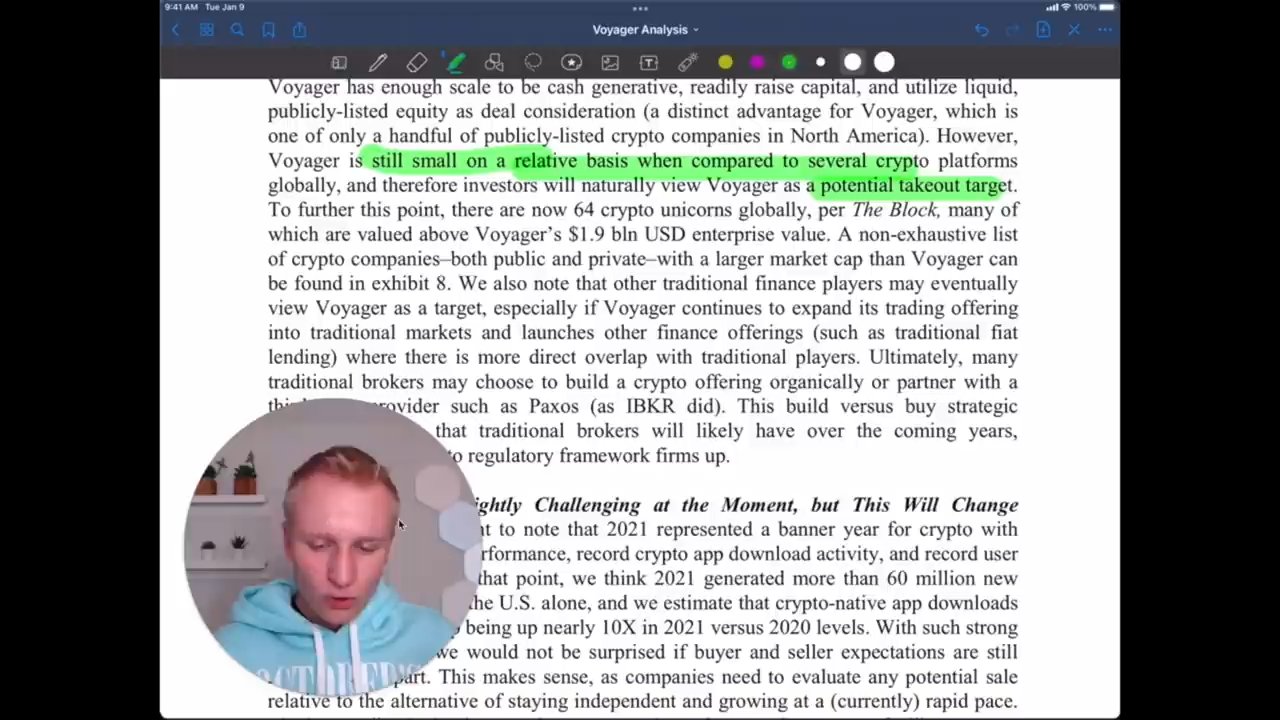 9:41 AM Tue Jan 9
100%
Voyager Analysis
Voyager has enough scale to be cash generative, readily raise capital, and utilize liquid,
publicly-listed equity as deal consideration (a distinct advantage for Voyager, which is
one of only a handful of publicly-listed crypto companies in North America). However,
Voyager is still small on a relative basis when compared to several crypto platforms
globally, and therefore investors will naturally view Voyager as a potential takeout target.
To further this point, there are now 64 crypto unicorns globally, per The Block, many of
which are valued above Voyager's $1.9 bln USD enterprise value. A non-exhaustive list
of crypto companies–both public and private–with a larger market cap than Voyager can
be found in exhibit 8. We also note that other traditional finance players may eventually
view Voyager as a target, especially if Voyager continues to expand its trading offering
into traditional markets and launches other finance offerings (such as traditional fiat
lending) where there is more direct overlap with traditional players. Ultimately, many
traditional brokers may choose to build a crypto offering organically or partner with a
provider such as Paxos (as IBKR did). This build versus buy strategic
that traditional brokers will likely have over the coming years,
to regulatory framework firms up.
Challenging at the Moment, but This Will Change
to note that 2021 represented a banner year for crypto with
record crypto app download activity, and record user
that point, we think 2021 generated more than 60 million new
the U.S. alone, and we estimate that crypto-native app downloads
being up nearly 10X in 2021 versus 2020 levels. With such strong
we would not be surprised if buyer and seller expectations are still
This makes sense, as companies need to evaluate any potential sale
relative to the alternative of staying independent and growing at a (currently) rapid pace.